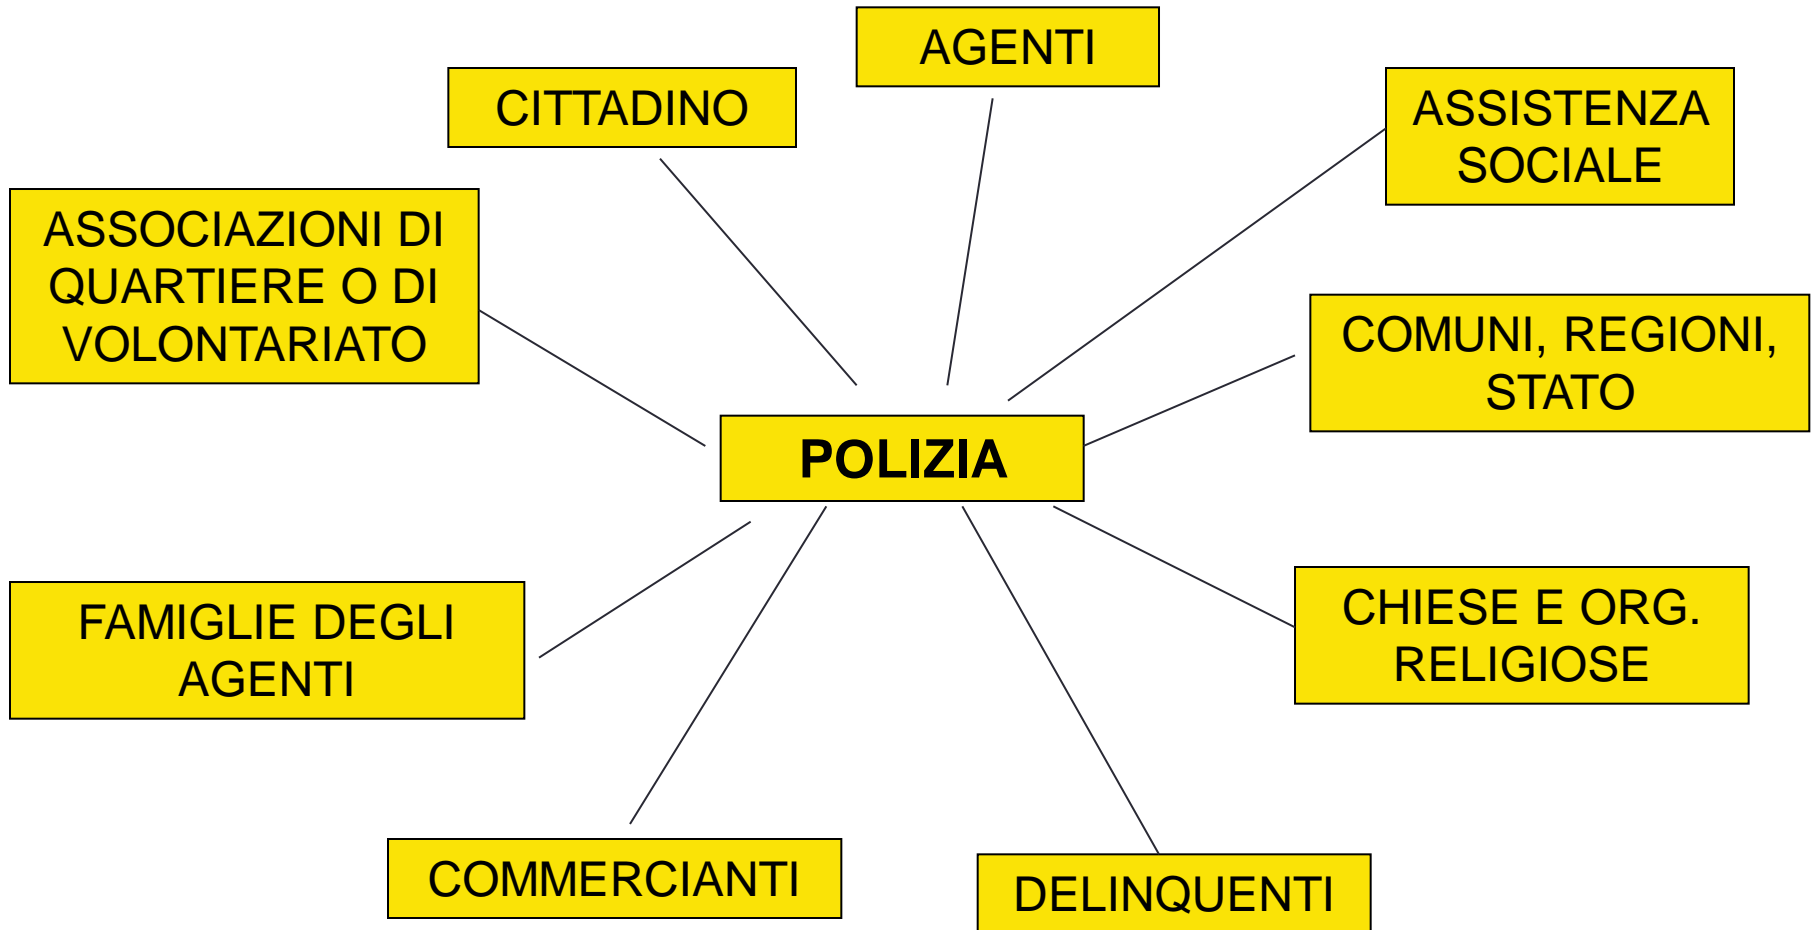 AGENTI
CITTADINO
ASSISTENZA
SOCIALE
ASSOCIAZIONI DI
QUARTIERE O DI
VOLONTARIATO
COMUNI, REGIONI,
STATO
POLIZIA
FAMIGLIE DEGLI
AGENTI
CHIESE E ORG.
RELIGIOSE
COMMERCIANTI
DELINQUENTI